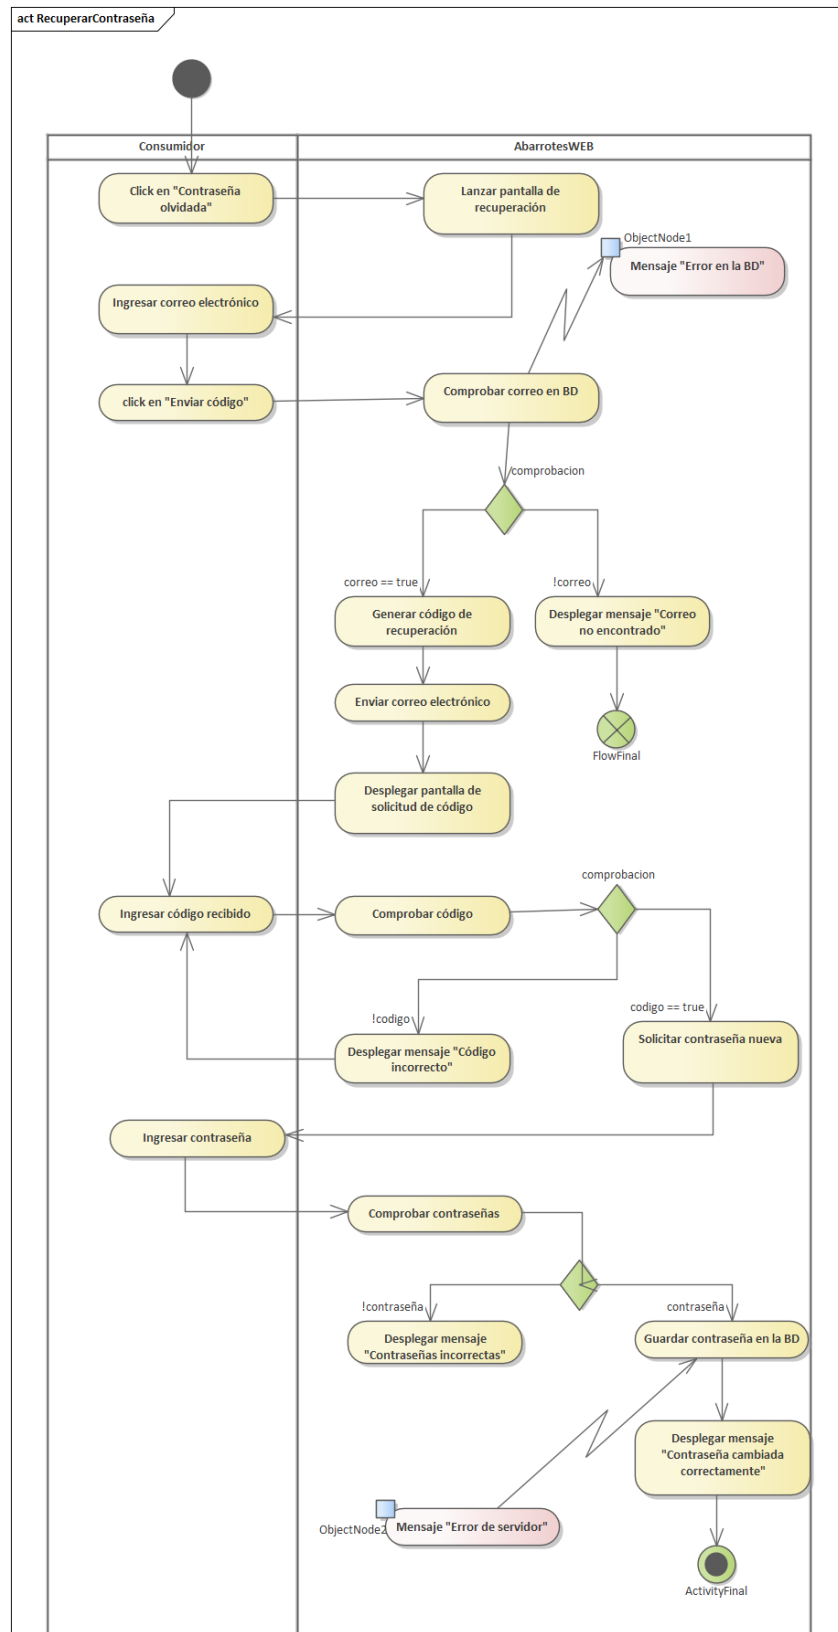 act RecuperarContraseña
Consumidor
AbarrotesWEB
Click en "Contraseña
olvidada"
Lanzar pantalla de
recuperación
ObjectNode1
Mensaje "Error en la BD"
Ingresar correo electrónico
click en "Enviar código"
Comprobar correo en BD
comprobacion
correo == true
!correo
Generar código de
recuperación
Desplegar mensaje "Correo
no encontrado"
Enviar correo electrónico
FlowFinal
Desplegar pantalla de
solicitud de código
comprobacion
Ingresar código recibido
Comprobar código
!codigo
codigo == true
Desplegar mensaje "Código
incorrecto"
Solicitar contraseña nueva
Ingresar contraseña
Comprobar contraseñas
!contraseña
contraseña
Desplegar mensaje
"Contraseñas incorrectas"
Guardar contraseña en la BD
Desplegar mensaje
"Contraseña cambiada
correctamente"
ObjectNode2
Mensaje "Error de servidor"
ActivityFinal